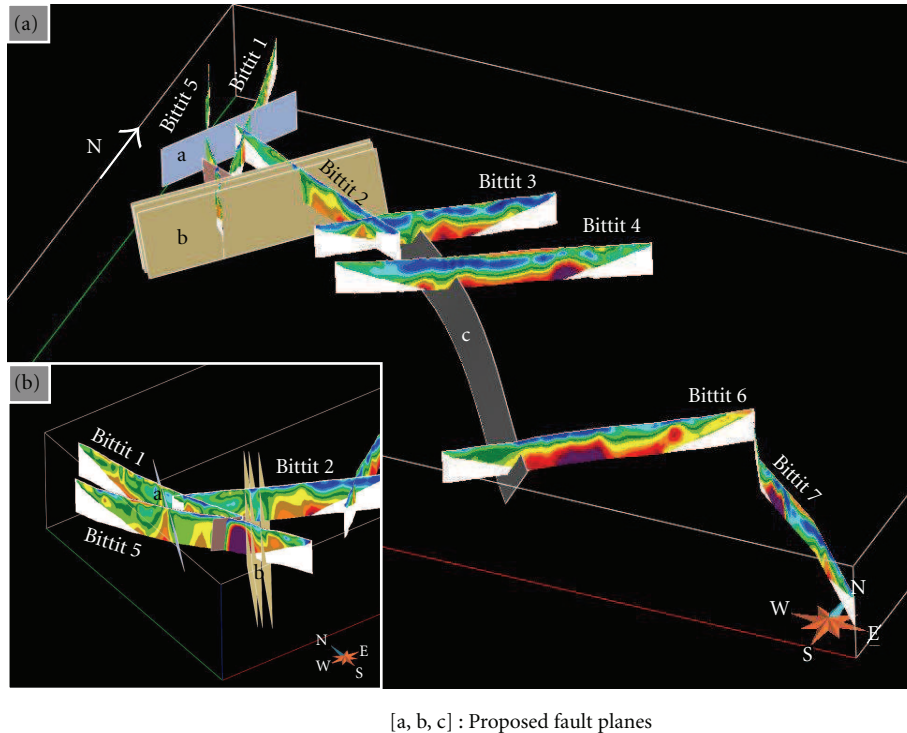 (a)
Bittit 1
Bittit 5
N
a
b
Bittit 2
Bittit 3
Bittit 4
c
Bittit 6
Bittit 7
N
W
E
S
(b)
Bittit 1
a
Bittit 2
Bittit 5
b
N
E
W
S
[a, b, c] : Proposed fault planes